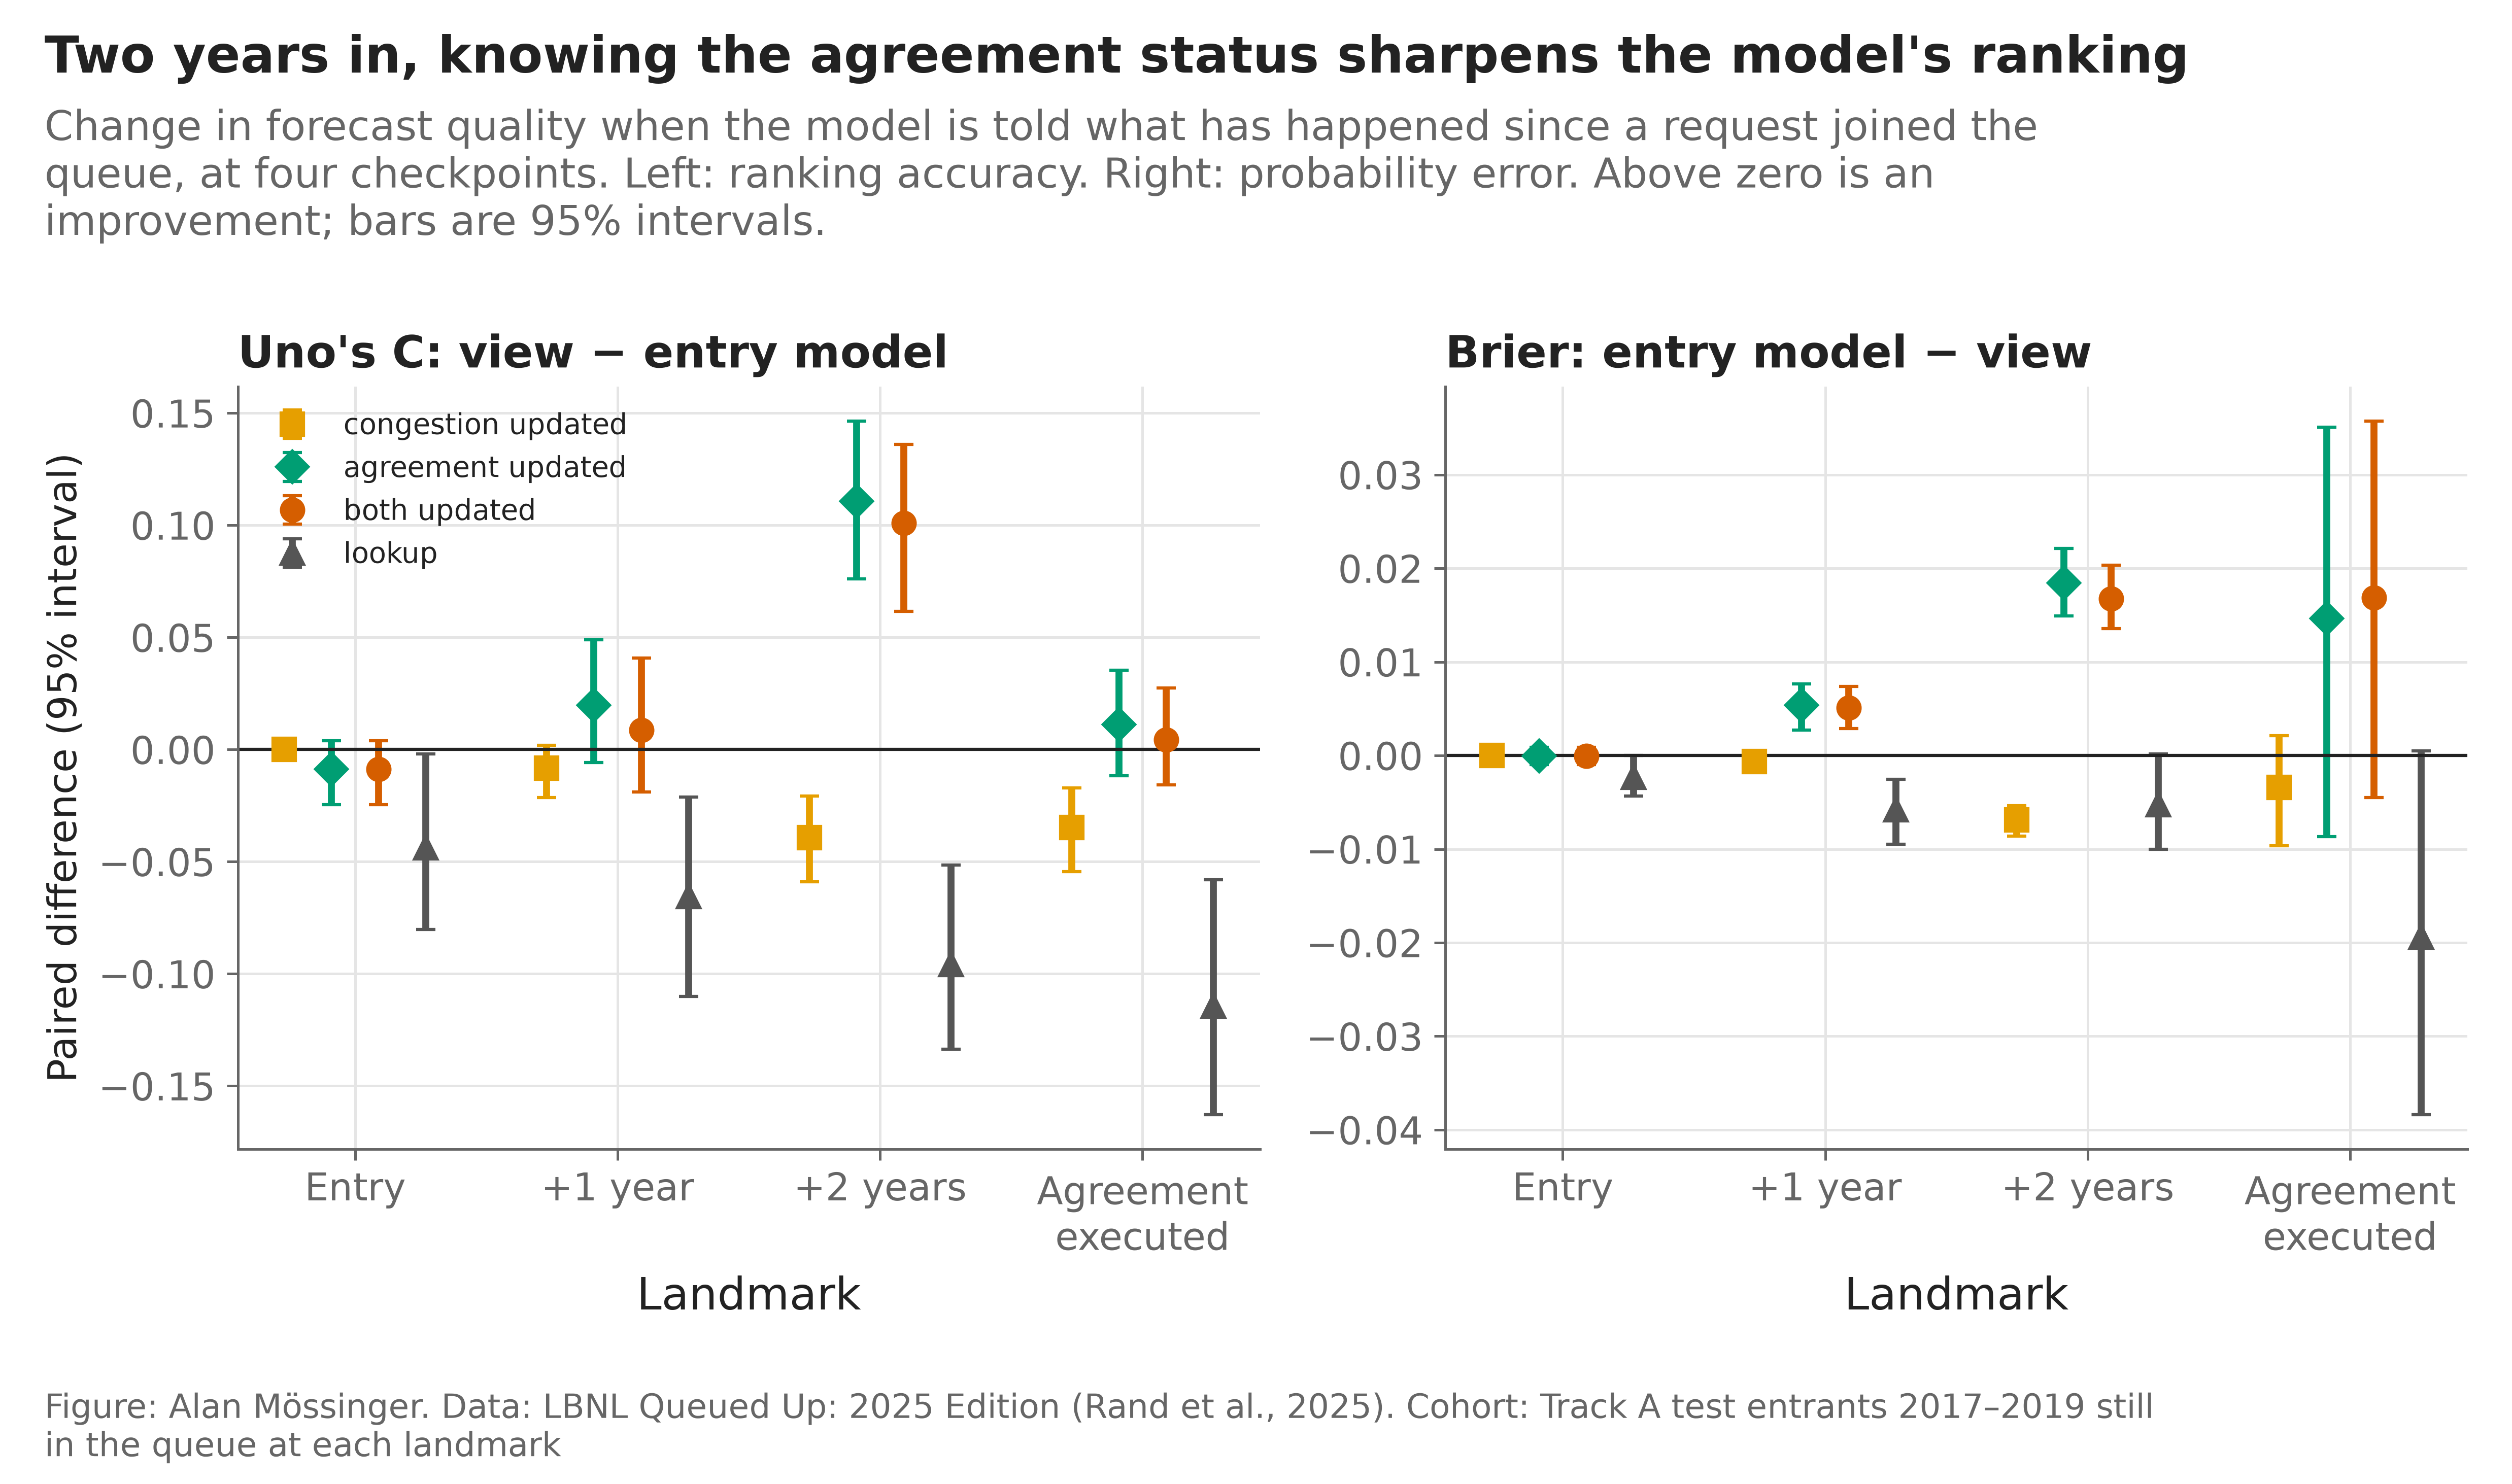 Two years in, knowing the agreement status sharpens the model's ranking
Change in forecast quality when the model is told what has happened since a request joined the
queue, at four checkpoints. Left: ranking accuracy. Right: probability error. Above zero is an
improvement; bars are 95% intervals.
Uno's C: view − entry model
Paired difference (95% interval)
0.15
0.10
0.05
0.00
−0.05
−0.10
−0.15
congestion updated
agreement updated
both updated
lookup
Entry
+1 year
+2 years
Agreement
executed
Landmark
Brier: entry model − view
0.03
0.02
0.01
0.00
−0.01
−0.02
−0.03
−0.04
Entry
+1 year
+2 years
Agreement
executed
Landmark
Figure: Alan Mössinger. Data: LBNL Queued Up: 2025 Edition (Rand et al., 2025). Cohort: Track A test entrants 2017–2019 still
in the queue at each landmark